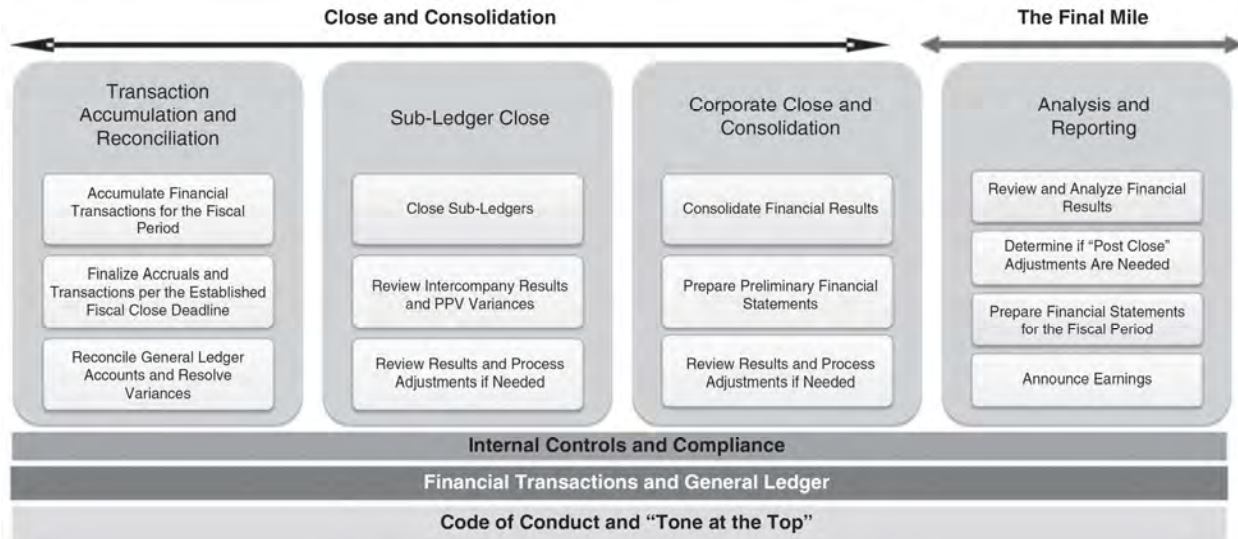 Close and Consolidation
The Final Mile
Transaction
Accumulation and
Reconciliation
Accumulate Financial
Transactions for the Fiscal
Period
Finalize Accruals and
Transactions per the Established
Fiscal Close Deadline
Reconcile General Ledger
Accounts and Resolve
Variances
Sub-Ledger Close
Close Sub-Ledgers
Review Intercompany Results
and PPV Variances
Review Results and Process
Adjustments if Needed
Corporate Close and
Consolidation
Consolidate Financial Results
Prepare Preliminary Financial
Statements
Review Results and Process
Adjustments if Needed
Analysis and
Reporting
Review and Analyze Financial
Results
Determine if “Post Close”
Adjustments Are Needed
Prepare Financial Statements
for the Fiscal Period
Announce Earnings
Internal Controls and Compliance
Financial Transactions and General Ledger
Code of Conduct and “Tone at the Top”